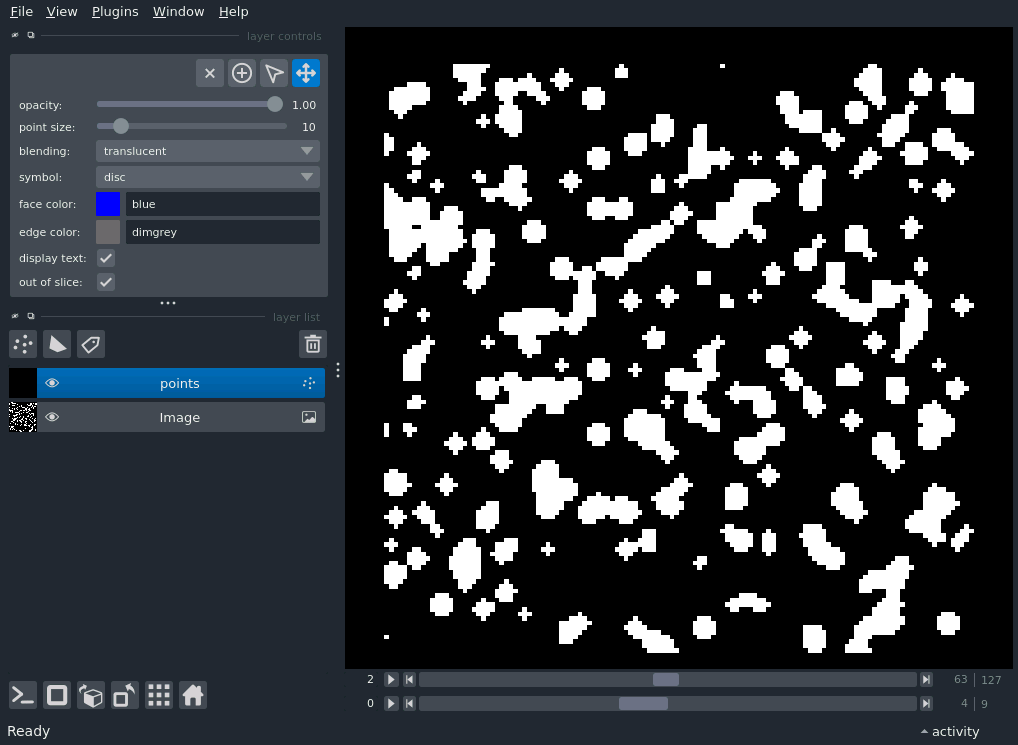 File View Plugins Window Help
layer controls
opacity: 1.00
point size: 10
blending: translucent
symbol: disc
face color: blue
edge color: dimgrey
display text:
out of slice:
layer list
points
Image
2 63 127
0 4 9
Ready activity